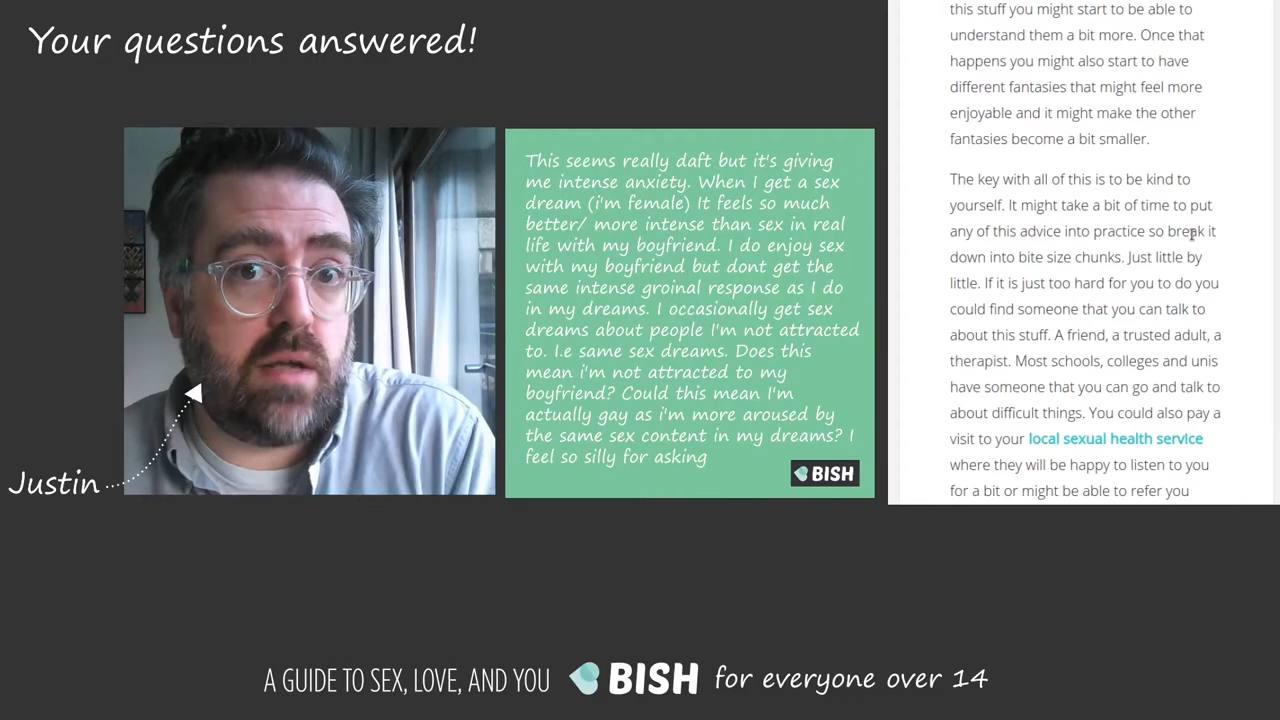 Your questions answered!
This seems really daft but it's giving
me intense anxiety. When I get a sex
dream (i'm female) It feels so much
better/ more intense than sex in real
life with my boyfriend. I do enjoy sex
with my boyfriend but dont get the
same intense groinal response as I do
in my dreams. I occasionally get sex
dreams about people I'm not attracted
to. I.e same sex dreams. Does this
mean i'm not attracted to my
boyfriend? Could this mean I'm
actually gay as i'm more aroused by
the same sex content in my dreams? I
feel so silly for asking
BISH
Justin
this stuff you might start to be able to
understand them a bit more. Once that
happens you might also start to have
different fantasies that might feel more
enjoyable and it might make the other
fantasies become a bit smaller.
The key with all of this is to be kind to
yourself. It might take a bit of time to put
any of this advice into practice so break it
down into bite size chunks. Just little by
little. If it is just too hard for you to do you
could find someone that you can talk to
about this stuff. A friend, a trusted adult, a
therapist. Most schools, colleges and unis
have someone that you can go and talk to
about difficult things. You could also pay a
visit to your local sexual health service
where they will be happy to listen to you
for a bit or might be able to refer you
A GUIDE TO SEX, LOVE, AND YOU BISH for everyone over 14